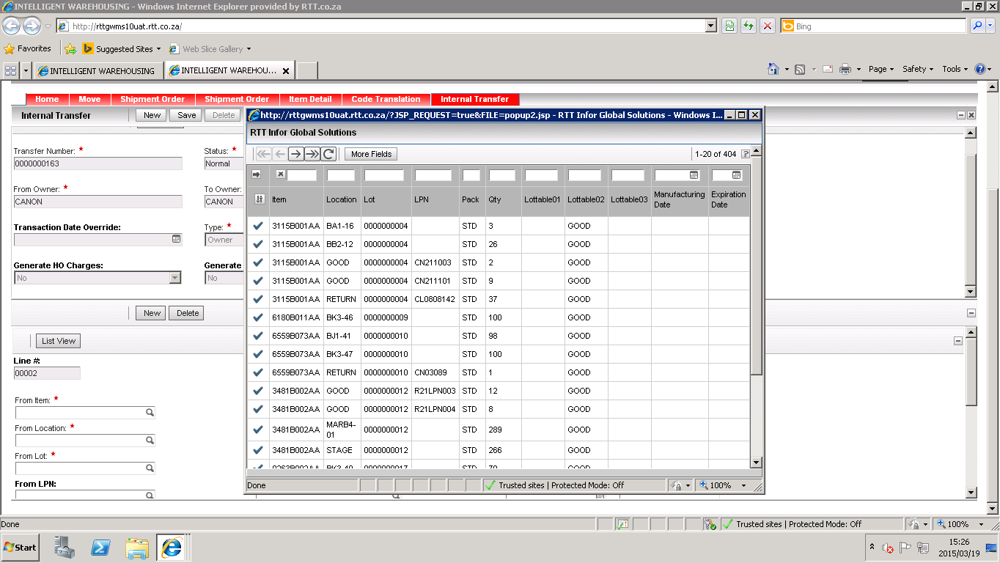 INTELLIGENT WAREHOUSING - Windows Internet Explorer provided by RTT.co.za
http://rttgwms10uat.rtt.co.za/
Bing
Favorites Suggested Sites Web Slice Gallery
INTELLIGENT WAREHOUSING INTELLIGENT WAREHOU... Page Safety Tools
Home Move Shipment Order Shipment Order Item Detail Code Translation Internal Transfer
Internal Transfer New Save Delete
http://rttgwms10uat.rtt.co.za/?JSP_REQUEST=true&FILE=popup2.jsp - RTT Infor Global Solutions - Windows I...
RTT Infor Global Solutions
More Fields 1-20 of 404
Transfer Number: * Status: *
0000000163 Normal
From Owner: * To Owner:
CANON CANON
Transaction Date Override: Type: *
Owner
Generate HO Charges: Generate
No No
New Delete
List View
Line #:
00002
From Item: *
From Location: *
From Lot: *
From LPN:
Item Location Lot LPN Pack Qty Lottable01 Lottable02 Lottable03 Manufacturing Date Expiration Date
3115B001AA BA1-16 0000000004 STD 3 GOOD
3115B001AA BB2-12 0000000004 STD 26 GOOD
3115B001AA GOOD 0000000004 CN211003 STD 2 GOOD
3115B001AA GOOD 0000000004 CN211101 STD 9 GOOD
3115B001AA RETURN 0000000004 CL0808142 STD 37 GOOD
6180B011AA BK3-46 0000000009 STD 100 GOOD
6559B073AA BJ1-41 0000000010 STD 98 GOOD
6559B073AA BK3-47 0000000010 STD 100 GOOD
6559B073AA RETURN 0000000010 CN03089 STD 1 GOOD
3481B002AA GOOD 0000000012 R21LPN003 STD 12 GOOD
3481B002AA GOOD 0000000012 R21LPN004 STD 8 GOOD
3481B002AA MARB4-01 0000000012 STD 289 GOOD
3481B002AA STAGE 0000000012 STD 266 GOOD
Done Trusted sites | Protected Mode: Off 100%
Done Trusted sites | Protected Mode: Off 100%
Start 15:26
2015/03/19